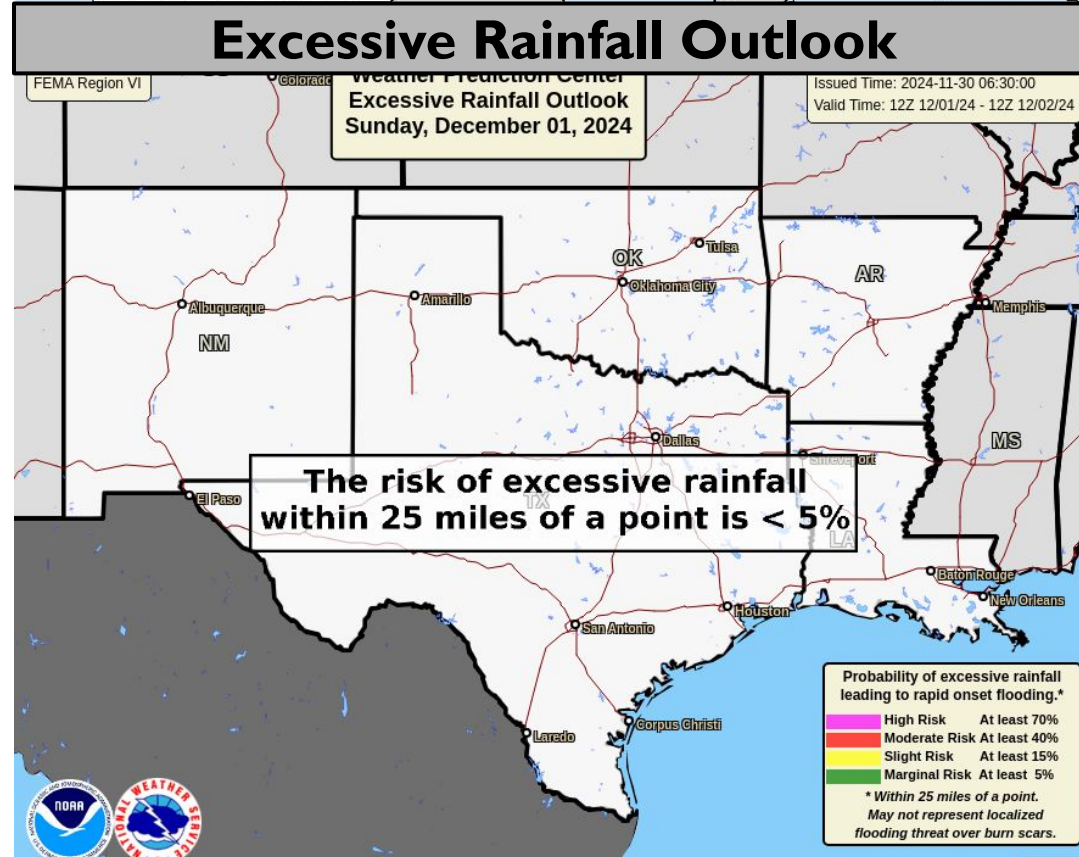 Excessive Rainfall Outlook
FEMA Region VI
Weather Prediction Center
Excessive Rainfall Outlook
Sunday, December 01, 2024
Issued Time: 2024-11-30 06:30:00
Valid Time: 12Z 12/01/24 - 12Z 12/02/24
Colorado
Tulsa
OK
Oklahoma City
AR
Amarillo
Albuquerque
Memphis
NM
Dallas
MS
Shreveport
The risk of excessive rainfall
within 25 miles of a point is < 5%
El Paso
TX
LA
Baton Rouge
New Orleans
Houston
San Antonio
Corpus Christi
Laredo
Probability of excessive rainfall
leading to rapid onset flooding.*
High Risk At least 70%
Moderate Risk At least 40%
Slight Risk At least 15%
Marginal Risk At least 5%
* Within 25 miles of a point.
May not represent localized
flooding threat over burn scars.
NOAA
NATIONAL WEATHER SERVICE